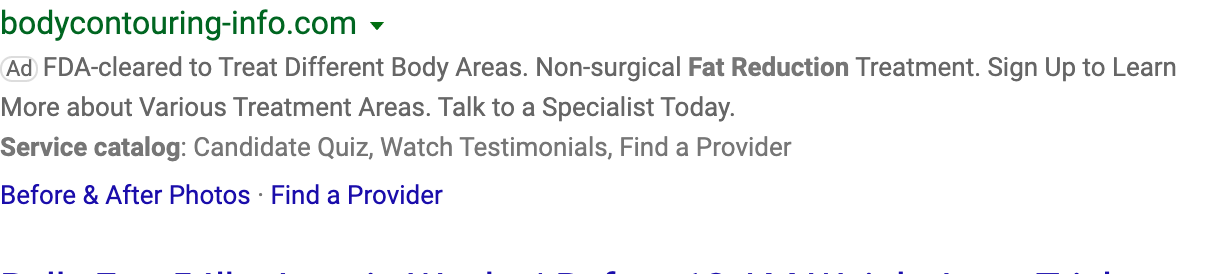 bodycontouring-info.com
Ad FDA-cleared to Treat Different Body Areas. Non-surgical Fat Reduction Treatment. Sign Up to Learn
More about Various Treatment Areas. Talk to a Specialist Today.
Service catalog: Candidate Quiz, Watch Testimonials, Find a Provider
Before & After Photos · Find a Provider